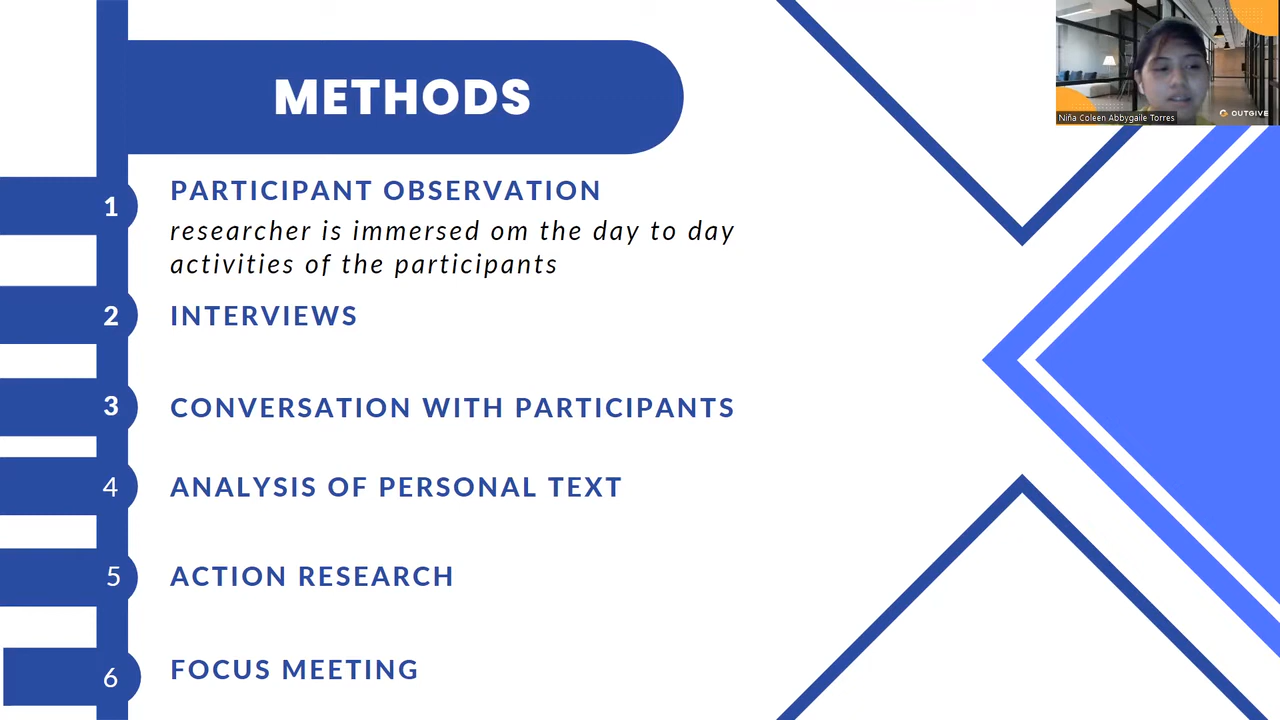 METHODS
Niña Coleen Abbygaile Torres
OUTGIVE
1
PARTICIPANT OBSERVATION
researcher is immersed om the day to day
activities of the participants
2
INTERVIEWS
3
CONVERSATION WITH PARTICIPANTS
4
ANALYSIS OF PERSONAL TEXT
5
ACTION RESEARCH
6
FOCUS MEETING